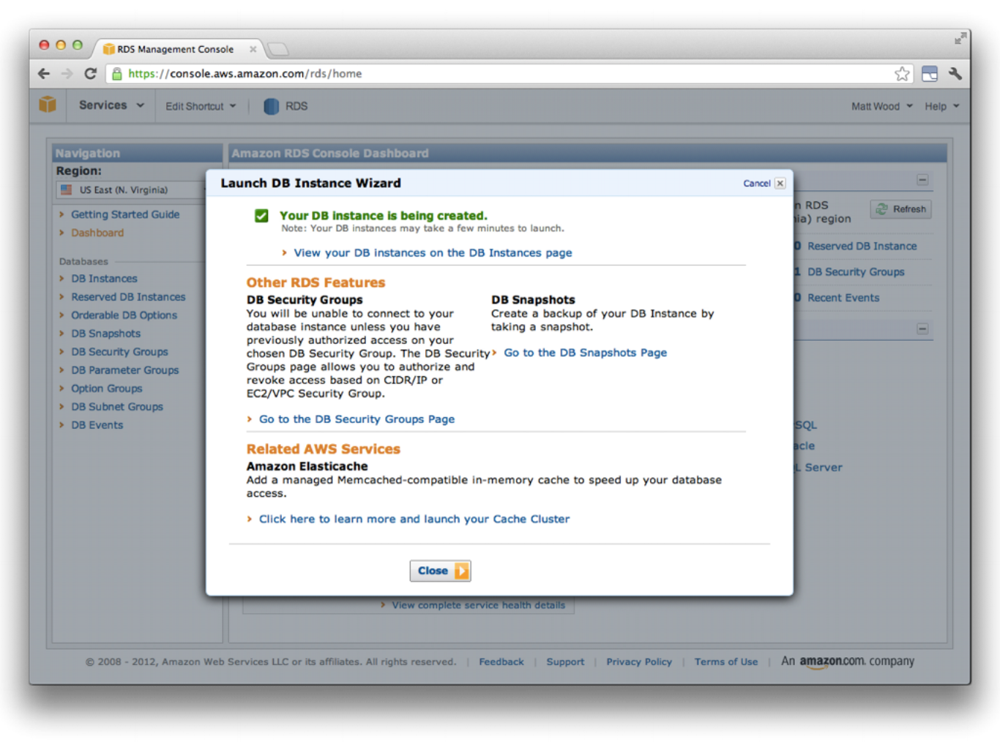 RDS Management Console
https://console.aws.amazon.com/rds/home
Services Edit Shortcut RDS Matt Wood Help
Navigation
Region:
US East (N. Virginia)
Getting Started Guide
Dashboard
Databases
DB Instances
Reserved DB Instances
Orderable DB Options
DB Snapshots
DB Security Groups
DB Parameter Groups
Option Groups
DB Subnet Groups
DB Events
Amazon RDS Console Dashboard
Launch DB Instance Wizard Cancel
Your DB instance is being created.
Note: Your DB instances may take a few minutes to launch.
View your DB instances on the DB Instances page
Other RDS Features
DB Security Groups
You will be unable to connect to your
database instance unless you have
previously authorized access on your
chosen DB Security Group. The DB Security
Groups page allows you to authorize and
revoke access based on CIDR/IP or
EC2/VPC Security Group.
Go to the DB Security Groups Page
DB Snapshots
Create a backup of your DB Instance by
taking a snapshot.
Go to the DB Snapshots Page
Related AWS Services
Amazon Elasticache
Add a managed Memcached-compatible in-memory cache to speed up your database
access.
Click here to learn more and launch your Cache Cluster
Close
RDS
region
Refresh
0 Reserved DB Instance
1 DB Security Groups
0 Recent Events
SQL
Server
View complete service health details
© 2008 - 2012, Amazon Web Services LLC or its affiliates. All rights reserved. | Feedback | Support | Privacy Policy | Terms of Use | An amazon.com. company